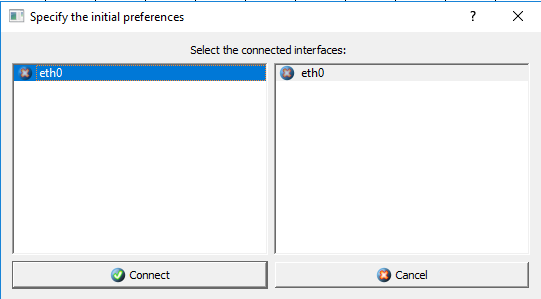 Specify the initial preferences
?
Select the connected interfaces:
eth0
eth0
Connect
Cancel